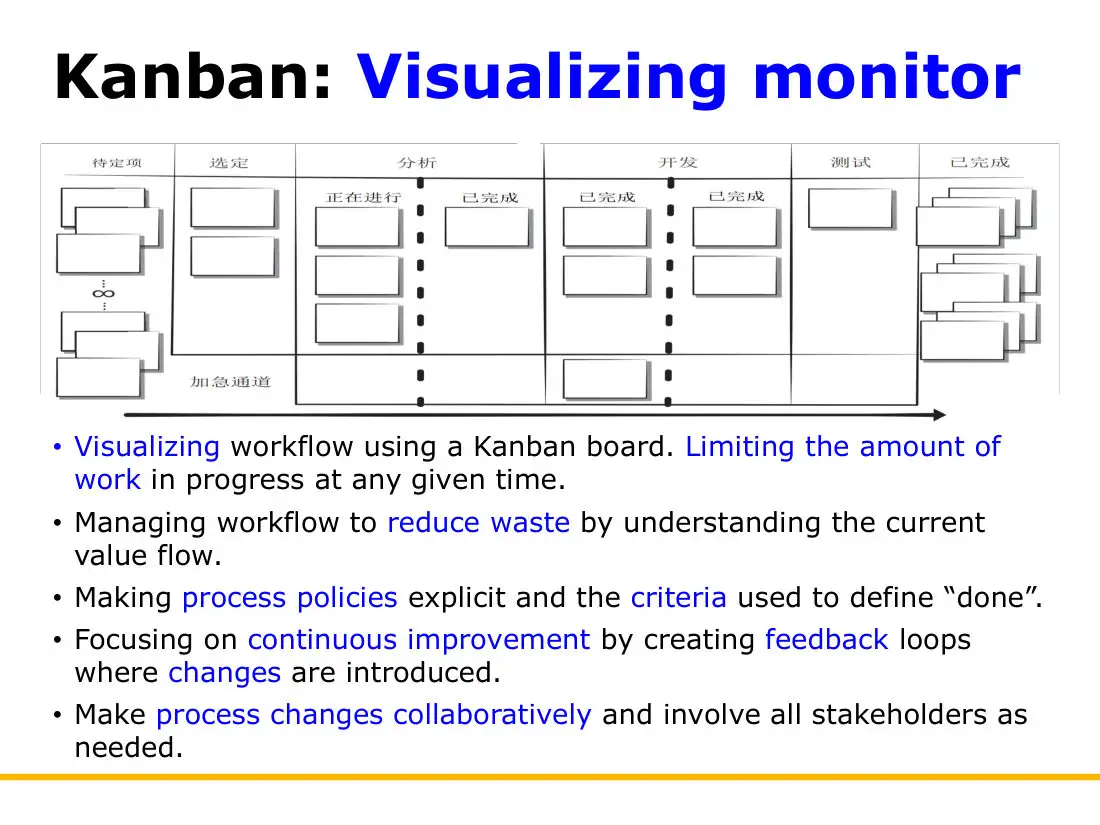 Kanban: Visualizing monitor
待定项 选定 分析 开发 测试 已完成
正在进行 已完成 已完成 已完成
∞
加急通道
• Visualizing workflow using a Kanban board. Limiting the amount of
work in progress at any given time.
• Managing workflow to reduce waste by understanding the current
value flow.
• Making process policies explicit and the criteria used to define “done”.
• Focusing on continuous improvement by creating feedback loops
where changes are introduced.
• Make process changes collaboratively and involve all stakeholders as
needed.